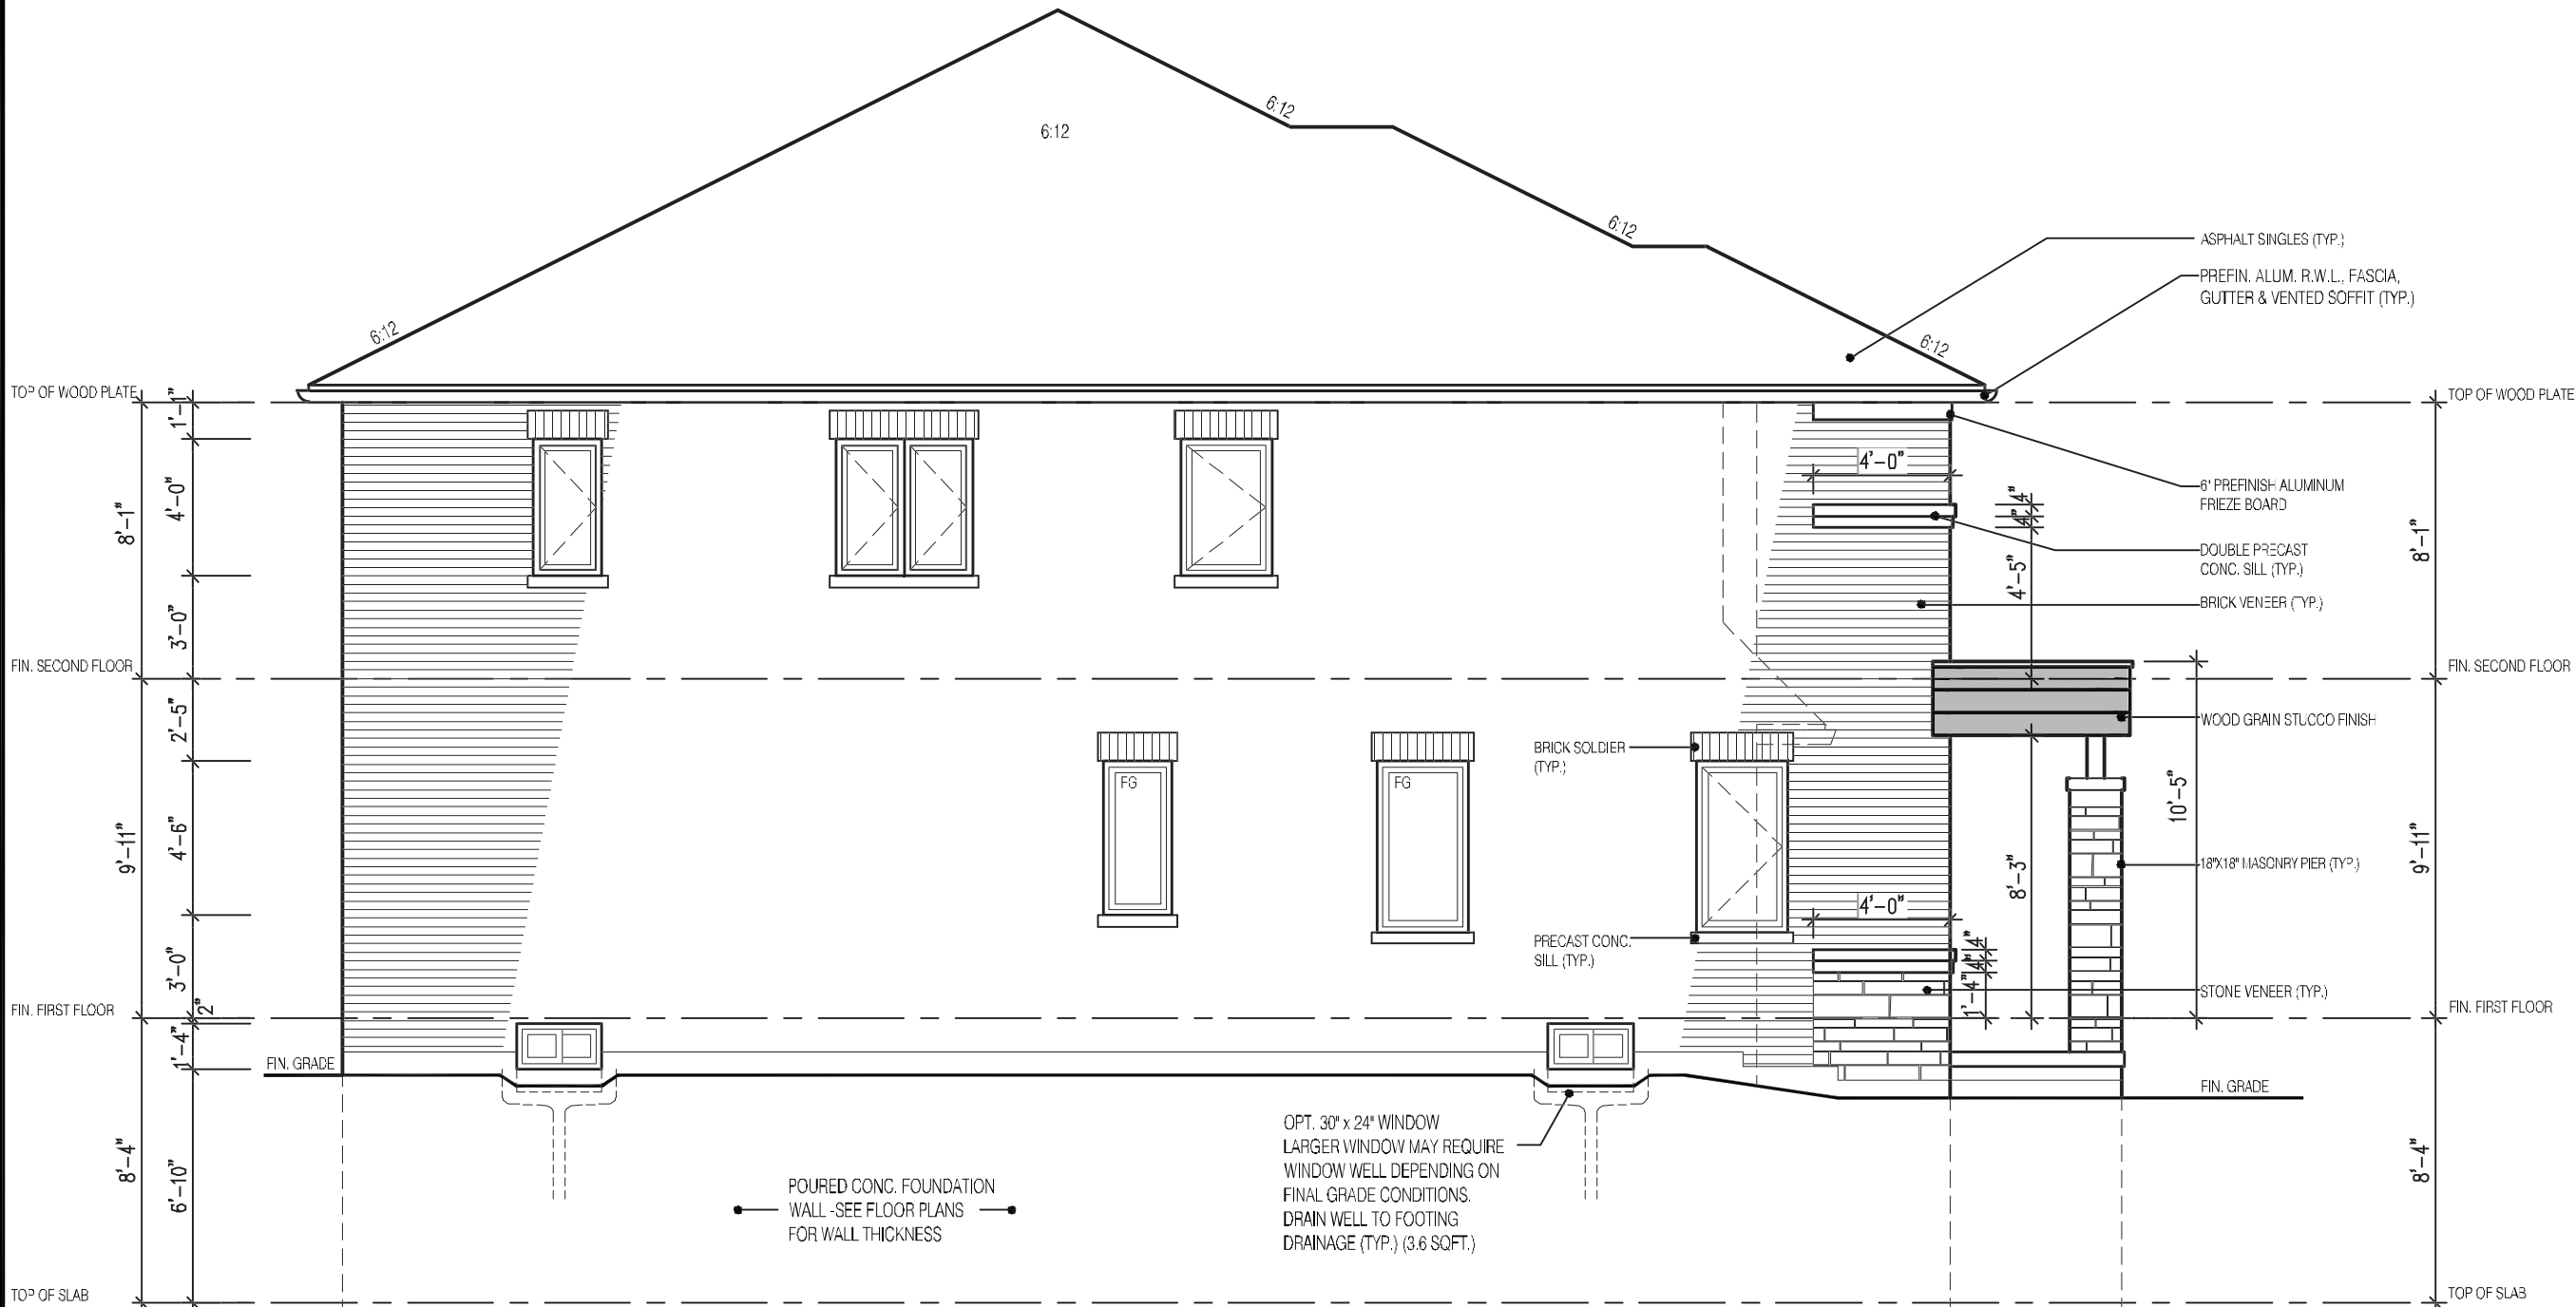 6:12
6:12
6:12
6:12
6:12
ASPHALT SINGLES (TYP.)
PREFIN. ALUM. R.W.L., FASCIA,
GUTTER & VENTED SOFFIT (TYP.)
TOP OF WOOD PLATE
TOP OF WOOD PLATE
1'-1"
4'-0"
8'-1"
3'-0"
4'-0"
4"
4"
4'-5"
6' PREFINISH ALUMINUM
FRIEZE BOARD
DOUBLE PRECAST
CONC. SILL (TYP.)
BRICK VENEER (TYP.)
8'-1"
FIN. SECOND FLOOR
FIN. SECOND FLOOR
2'-5"
4'-6"
9'-11"
3'-0"
2"
FG
FG
BRICK SOLDIER
(TYP.)
WOOD GRAIN STUCCO FINISH
10'-5"
8'-3"
18"X18" MASONRY PIER (TYP.)
9'-11"
4'-0"
PRECAST CONC.
SILL (TYP.)
4"
4"
1'-4"
STONE VENEER (TYP.)
FIN. FIRST FLOOR
FIN. FIRST FLOOR
1'-4"
FIN. GRADE
FIN. GRADE
8'-4"
6'-10"
POURED CONC. FOUNDATION
WALL -SEE FLOOR PLANS
FOR WALL THICKNESS
OPT. 30" x 24" WINDOW
LARGER WINDOW MAY REQUIRE
WINDOW WELL DEPENDING ON
FINAL GRADE CONDITIONS.
DRAIN WELL TO FOOTING
DRAINAGE (TYP.) (3.6 SQFT.)
8'-4"
TOP OF SLAB
TOP OF SLAB